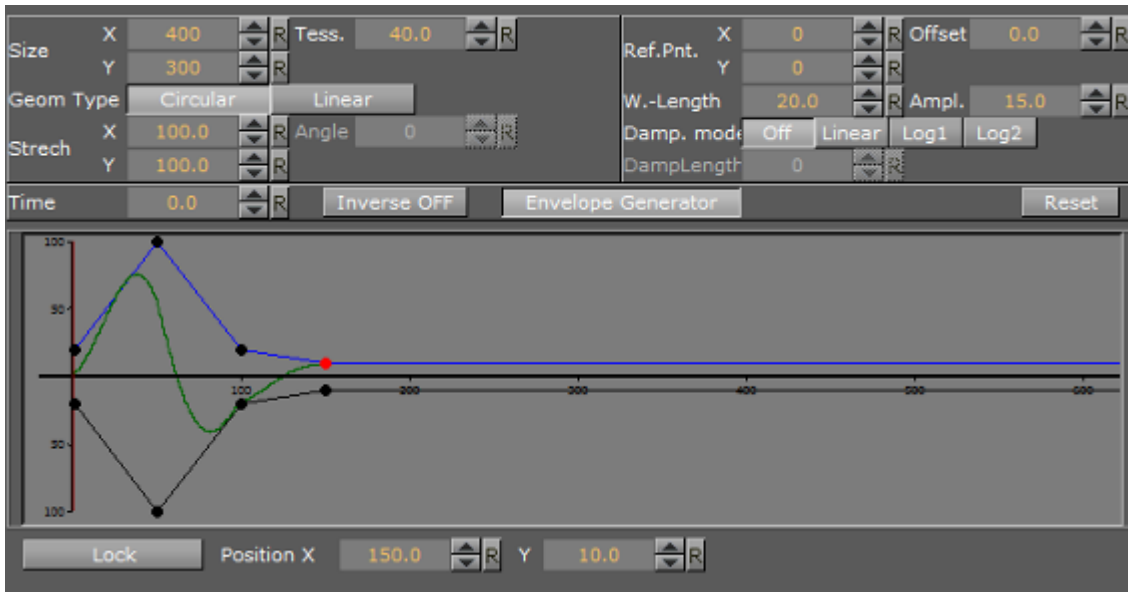 X 400 R Tess. 40.0 R X 0 R Offset 0.0 R
Size Ref.Pnt.
Y 300 R Y 0 R
Geom Type Circular Linear W.-Length 20.0 R Ampl. 15.0 R
X 100.0 R Angle 0 R Damp. mode Off Linear Log1 Log2
Strech
Y 100.0 R DampLength 0 R
Time 0.0 R Inverse OFF Envelope Generator Reset
100
50
100 200 300 400 500 600
50
100
Lock Position X 150.0 R Y 10.0 R